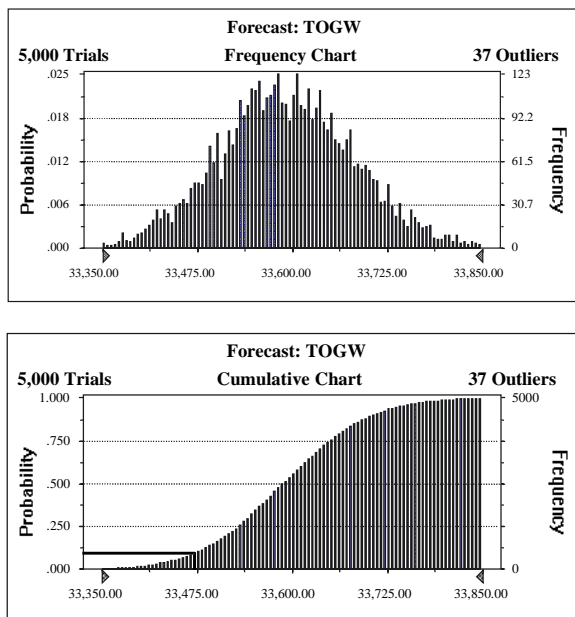 Forecast: TOGW
5,000 Trials Frequency Chart 37 Outliers
Probability
.025
.018
.012
.006
.000
123
92.2
61.5
30.7
0
Frequency
33,350.00 33,475.00 33,600.00 33,725.00 33,850.00
Forecast: TOGW
5,000 Trials Cumulative Chart 37 Outliers
Probability
1.000
.750
.500
.250
.000
5000
0
Frequency
33,350.00 33,475.00 33,600.00 33,725.00 33,850.00